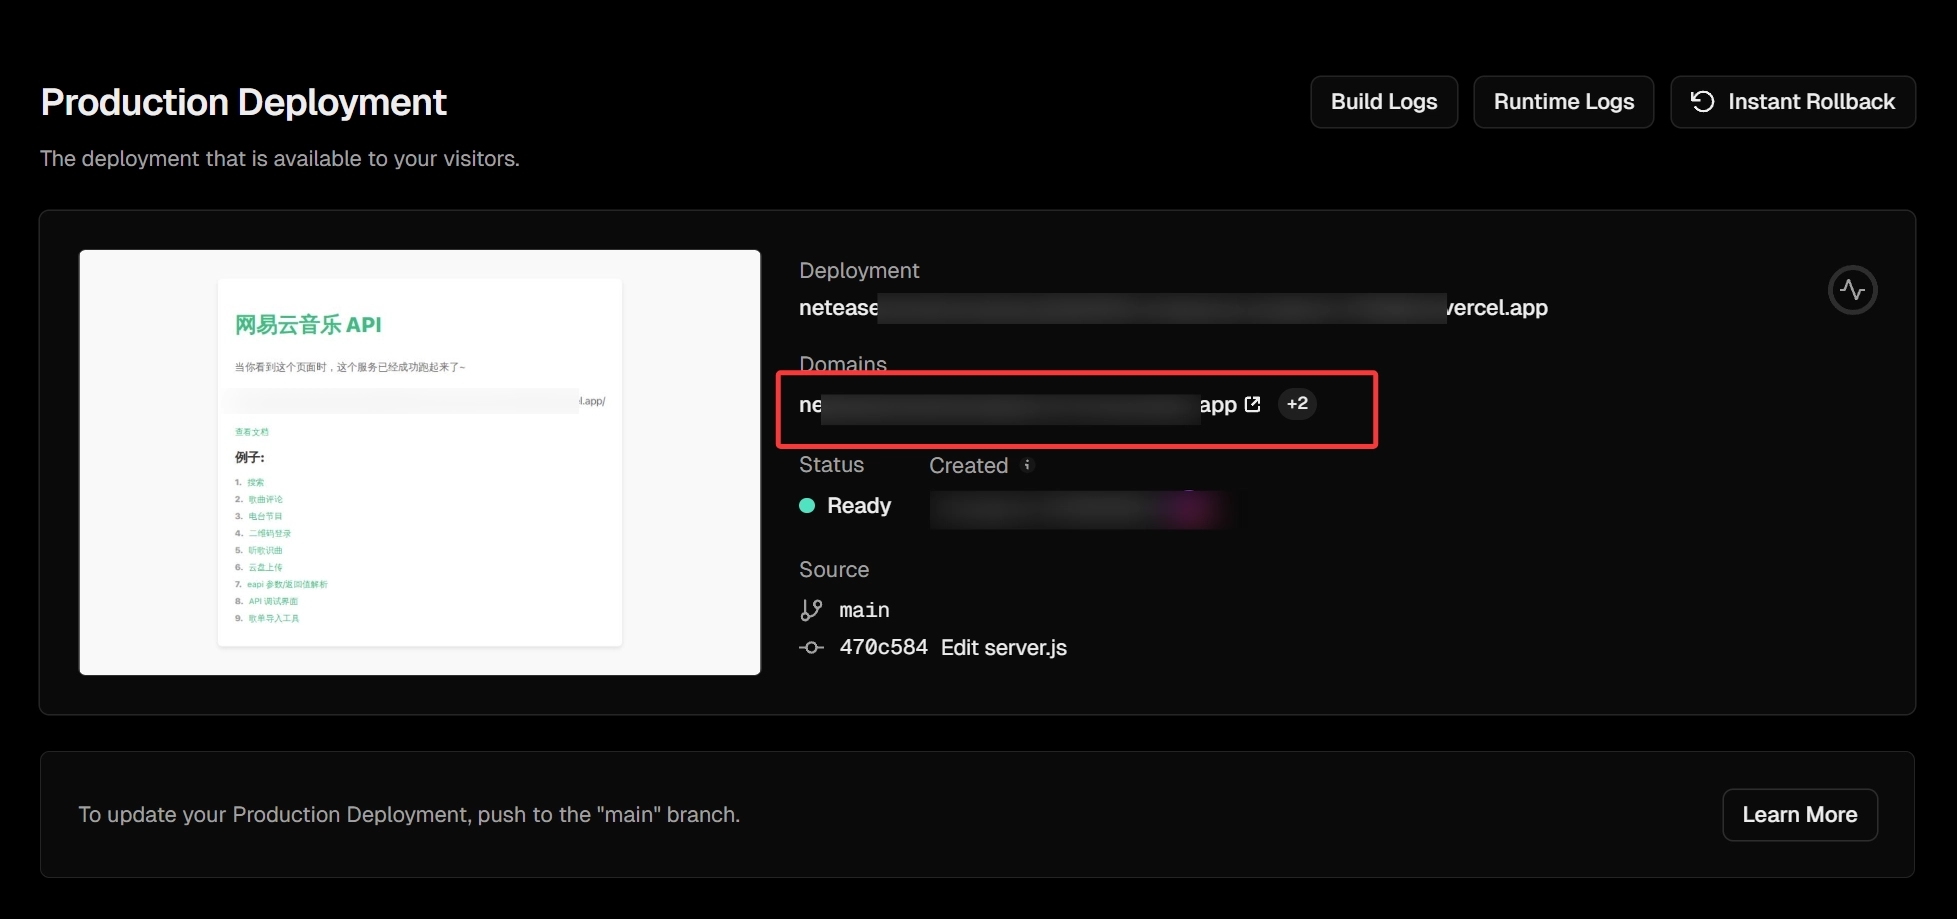 Production Deployment
Build Logs
Runtime Logs
Instant Rollback
The deployment that is available to your visitors.
网易云音乐 API
当你看到这个页面时，这个服务已经成功跑起来了~
l.app/
查看文档
例子:
1. 搜索
2. 歌曲评论
3. 电台节目
4. 二维码登录
5. 听歌识曲
6. 云盘上传
7. eapi 参数/返回值解析
8. API 调试界面
9. 歌单导入工具
Deployment
netease vercel.app
Domains
ne app +2
Status
Created
Ready
Source
main
470c584 Edit server.js
To update your Production Deployment, push to the "main" branch.
Learn More